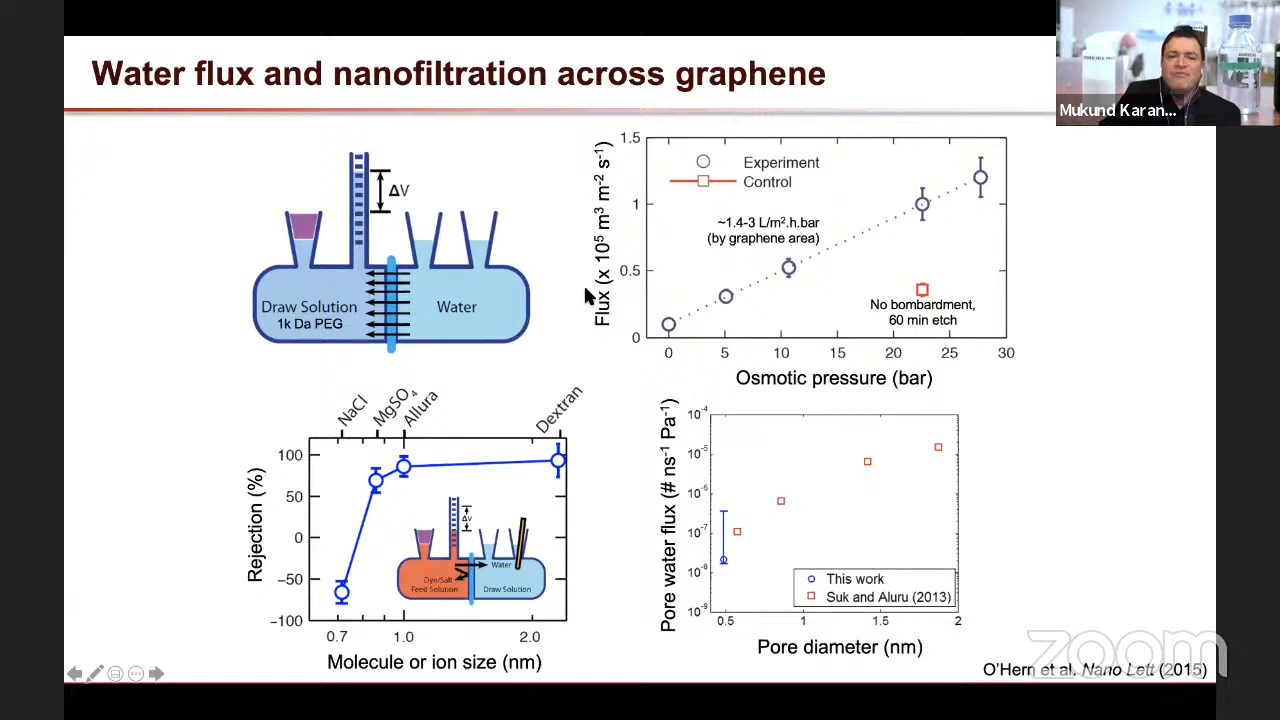 Water flux and nanofiltration across graphene
Mukund Karan...
ΔV
Draw Solution
1k Da PEG
Water
1.5
1
0.5
0
Flux (x 10⁵ m³ m⁻² s⁻¹)
Experiment
Control
~1.4-3 L/m².h.bar
(by graphene area)
No bombardment,
60 min etch
0 5 10 15 20 25 30
Osmotic pressure (bar)
NaCl
MgSO₄
Allura
Dextran
100
50
0
−50
−100
Rejection (%)
ΔV
Water
Dye/Salt
Feed Solution
Draw Solution
0.7 1.0 2.0
Molecule or ion size (nm)
Pore water flux (# ns⁻¹ Pa⁻¹)
10⁻⁴
10⁻⁵
10⁻⁶
10⁻⁷
10⁻⁸
10⁻⁹
This work
Suk and Aluru (2013)
0.5 1 1.5 2
Pore diameter (nm)
zoom
O'Hern et al. Nano Lett (2015)